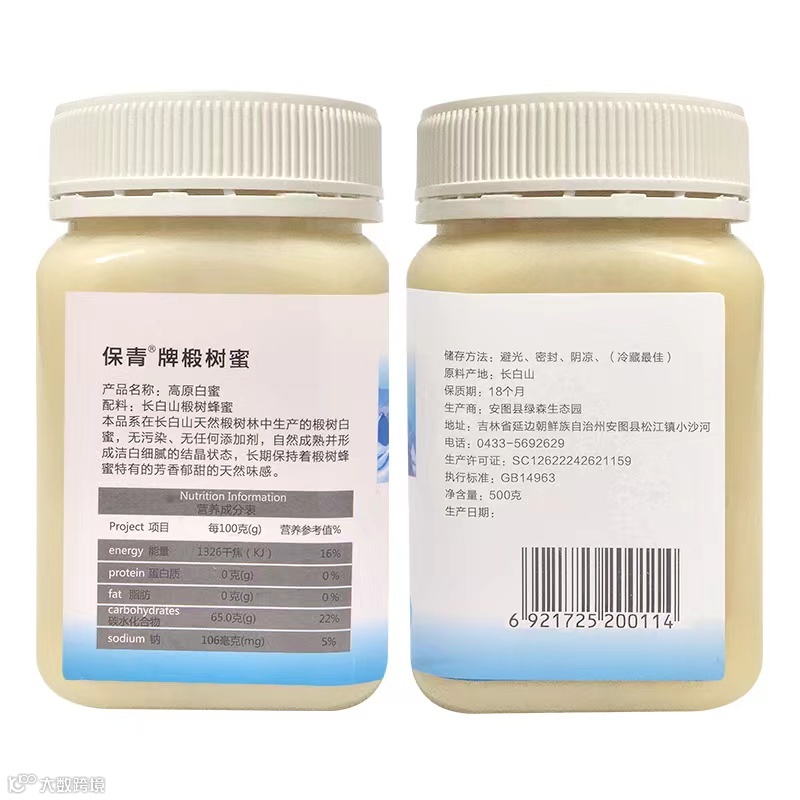 保青®牌椴树蜜
产品名称：高原白蜜
配料：长白山椴树蜂蜜
本品系在长白山天然椴树林中生产的椴树白
蜜，无污染、无任何添加剂，自然成熟并形
成洁白细腻的结晶状态，长期保持着椴树蜂
蜜特有的芳香郁甜的天然味感。
Nutrition Information
营养成分表
Project 项目 每100克(g) 营养参考值%
energy 能量 1326千焦（KJ） 16%
protein 蛋白质 0克(g) 0%
fat 脂肪 0克(g) 0%
carbohydrates
碳水化合物 65.0克(g) 22%
sodium 钠 106毫克(mg) 5%
储存方法：避光、密封、阴凉、（冷藏最佳）
原料产地：长白山
保质期：18个月
生产商：安图县绿森生态园
地址：吉林省延边朝鲜族自治州安图县松江镇小沙河
电话：0433-5692629
生产许可证：SC12622242621159
执行标准：GB14963
净含量：500克
生产日期：
6 921725 200114
大数跨境